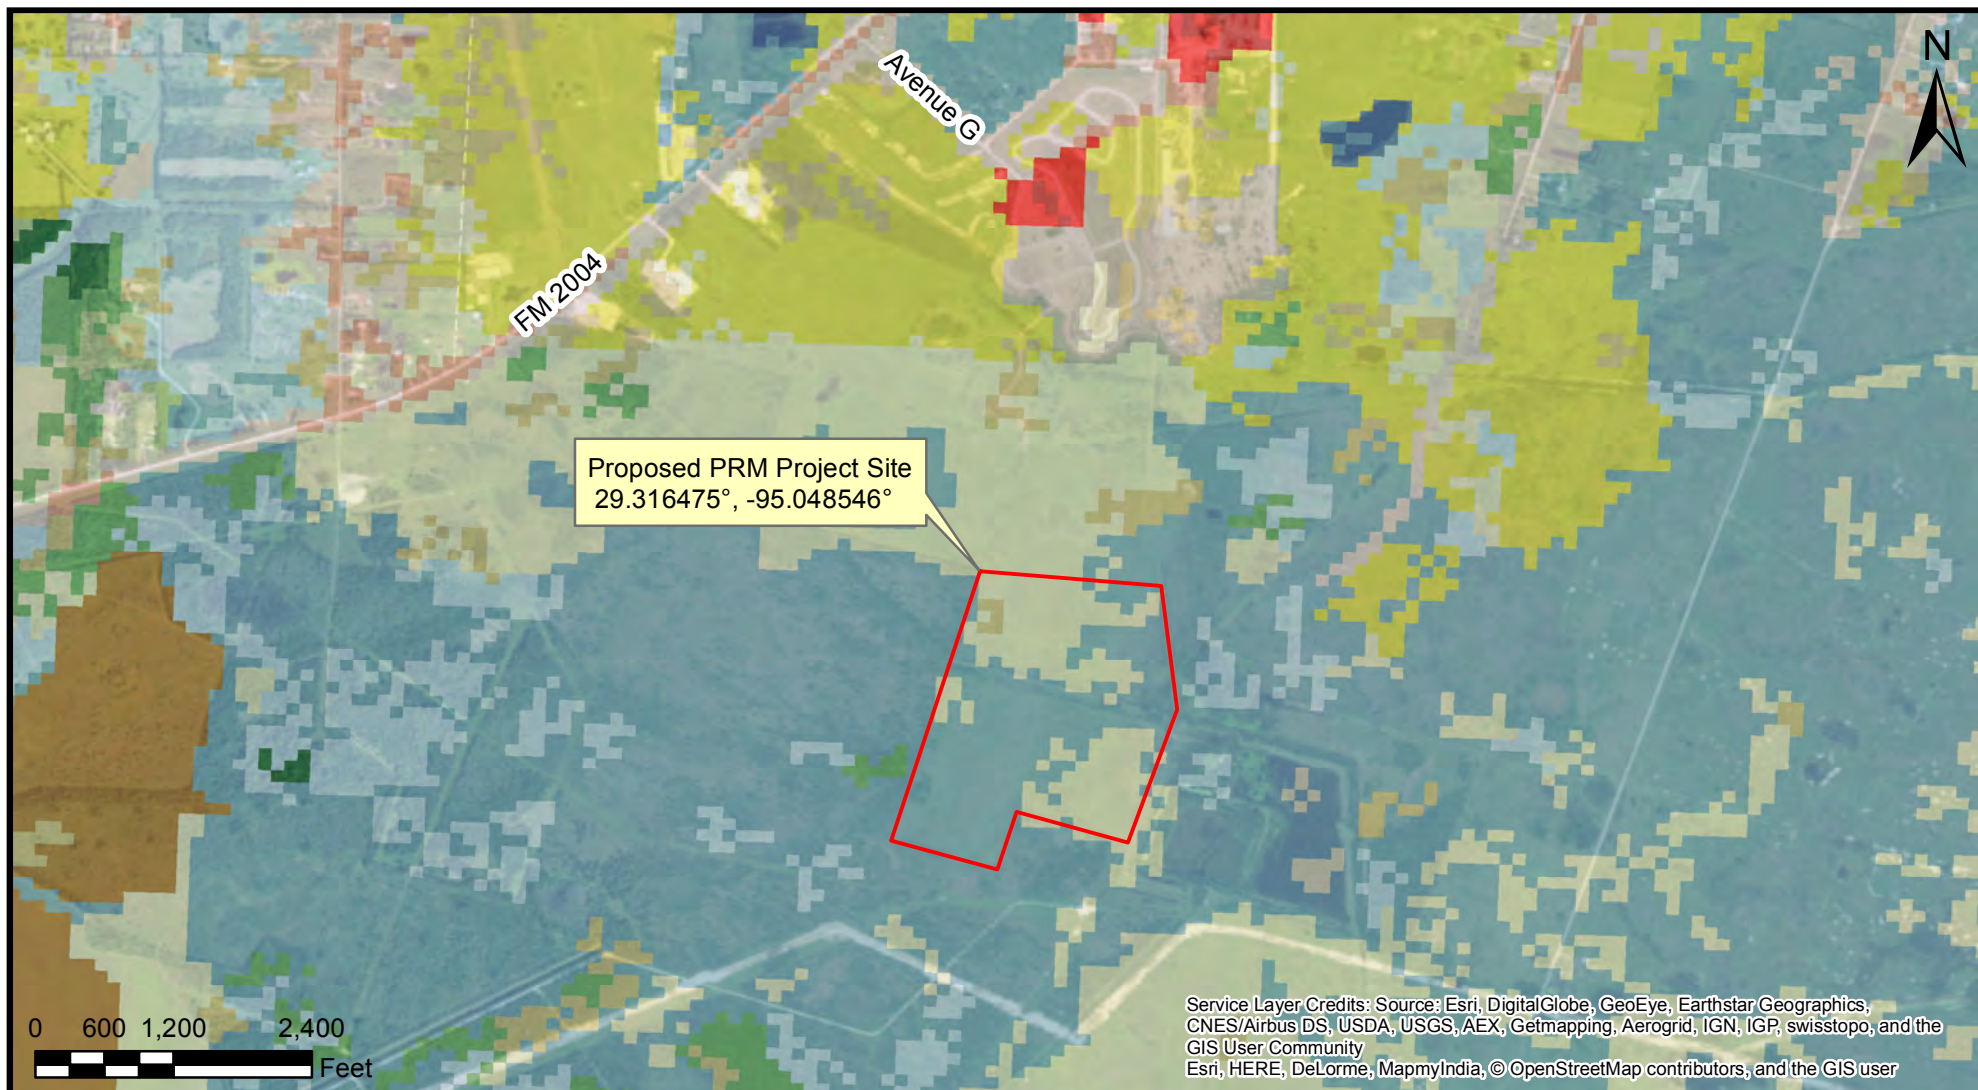 N
Avenue G
FM 2004
Proposed PRM Project Site
29.316475°, -95.048546°
0 600 1,200 2,400
Feet
Service Layer Credits: Source: Esri, DigitalGlobe, GeoEye, Earthstar Geographics,
CNES/Airbus DS, USDA, USGS, AEX, Getmapping, Aerogrid, IGN, IGP, swisstopo, and the
GIS User Community
Esri, HERE, DeLorme, MapmyIndia, © OpenStreetMap contributors, and the GIS user